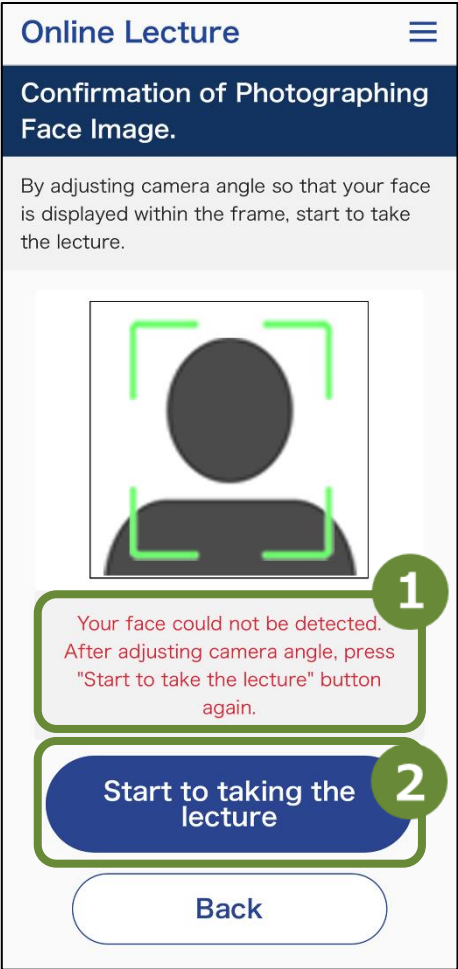 Online Lecture
Confirmation of Photographing
Face Image.
By adjusting camera angle so that your face
is displayed within the frame, start to take
the lecture.
1
Your face could not be detected.
After adjusting camera angle, press
"Start to take the lecture" button
again.
2
Start to taking the
lecture
Back